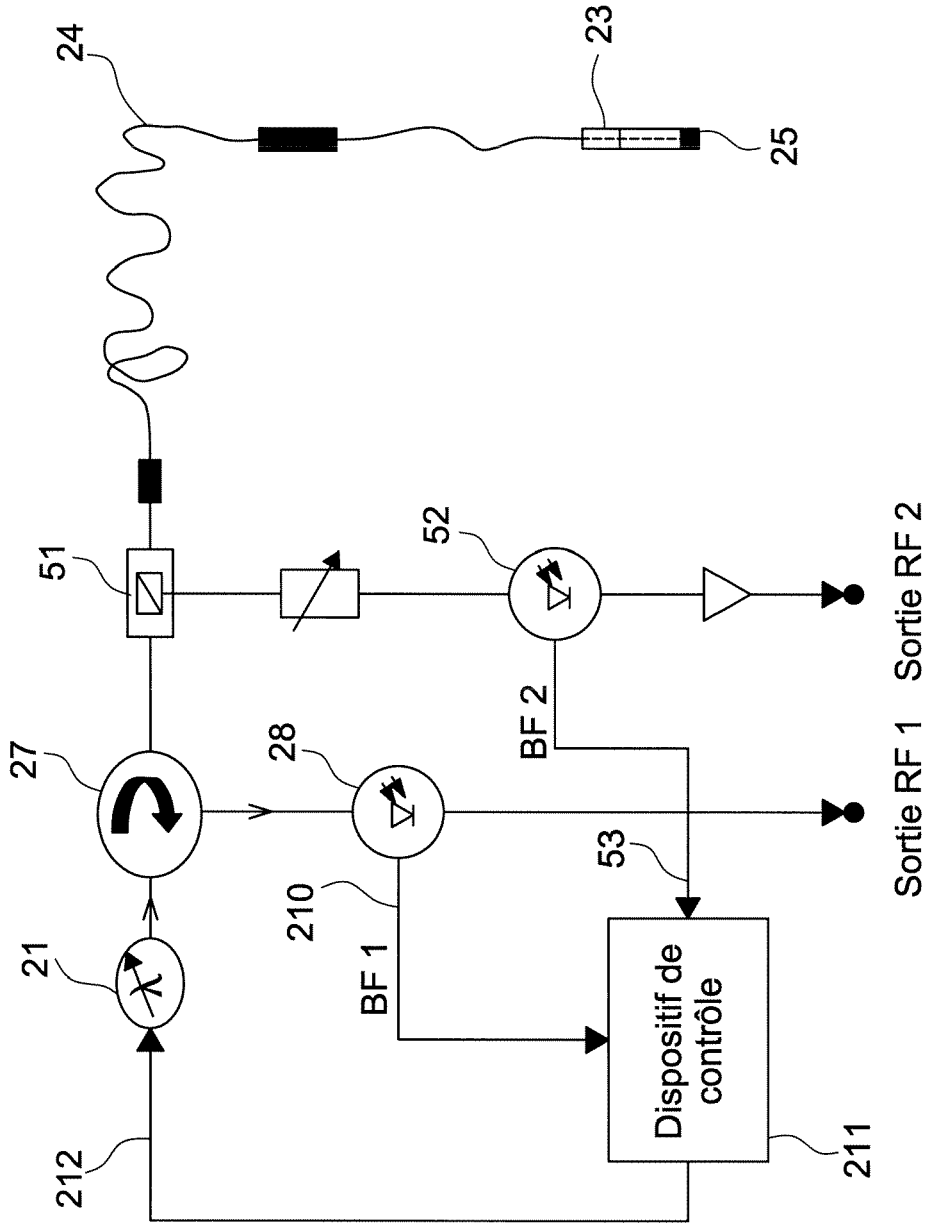 24
23
25
51
52
27
28
21
λ
BF 2
53
210
BF 1
212
Dispositif de
contrôle
211
Sortie RF 1
Sortie RF 2